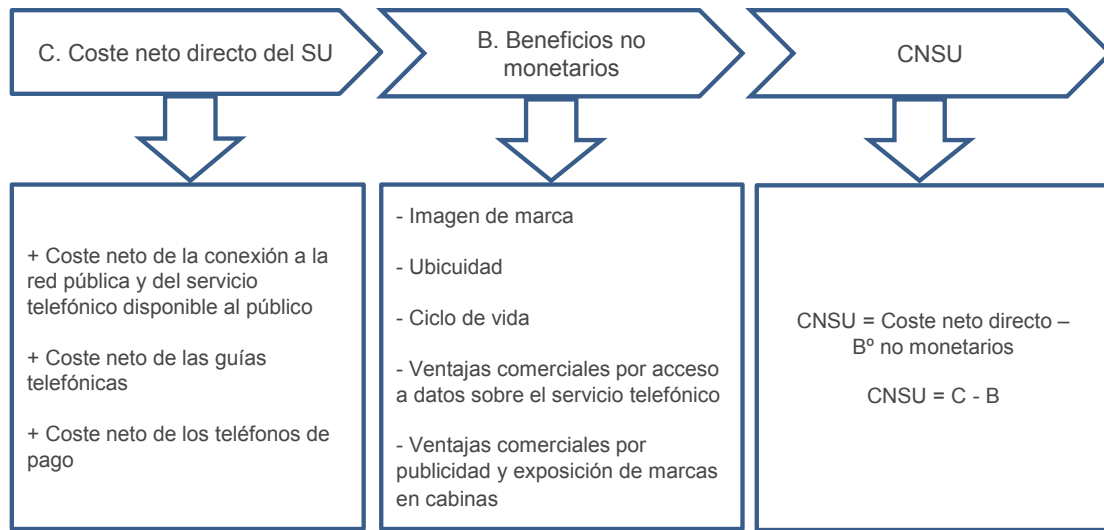 C. Coste neto directo del SU
B. Beneficios no
monetarios
CNSU
+ Coste neto de la conexión a la
red pública y del servicio
telefónico disponible al público
+ Coste neto de las guías
telefónicas
+ Coste neto de los teléfonos de
pago
- Imagen de marca
- Ubicuidad
- Ciclo de vida
- Ventajas comerciales por acceso
a datos sobre el servicio telefónico
- Ventajas comerciales por
publicidad y exposición de marcas
en cabinas
CNSU = Coste neto directo –
Bº no monetarios
CNSU = C - B